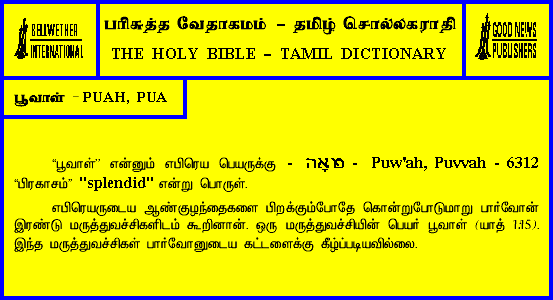 BELLWETHER
INTERNATIONAL
பரிசுத்த வேதாகமம் – தமிழ் சொல்லகராதி
THE HOLY BIBLE – TAMIL DICTIONARY
GOOD NEWS
PUBLISHERS
பூவாள் – PUAH, PUA
“பூவாள்” என்னும் எபிரெய பெயருக்கு - פּוּאָה - Puw'ah, Puvvah - 6312
“பிரகாசம்” "splendid" என்று பொருள்.
எபிரெயருடைய ஆண்குழந்தைகளை பிறக்கும்போதே கொன்றுபோடுமாறு பார்வோன்
இரண்டு மருத்துவச்சிகளிடம் கூறினான். ஒரு மருத்துவச்சியின் பெயர் பூவாள் (யாத் 1:15).
இந்த மருத்துவச்சிகள் பார்வோனுடைய கட்டளைக்கு கீழ்ப்படியவில்லை.